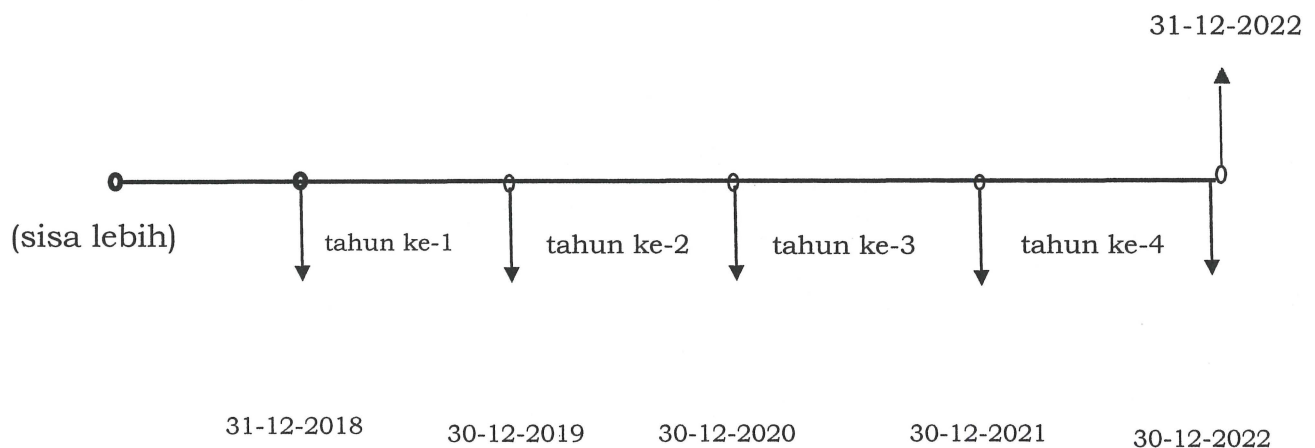 31-12-2022
(sisa lebih)
tahun ke-1 tahun ke-2 tahun ke-3 tahun ke-4
31-12-2018 30-12-2019 30-12-2020 30-12-2021 30-12-2022